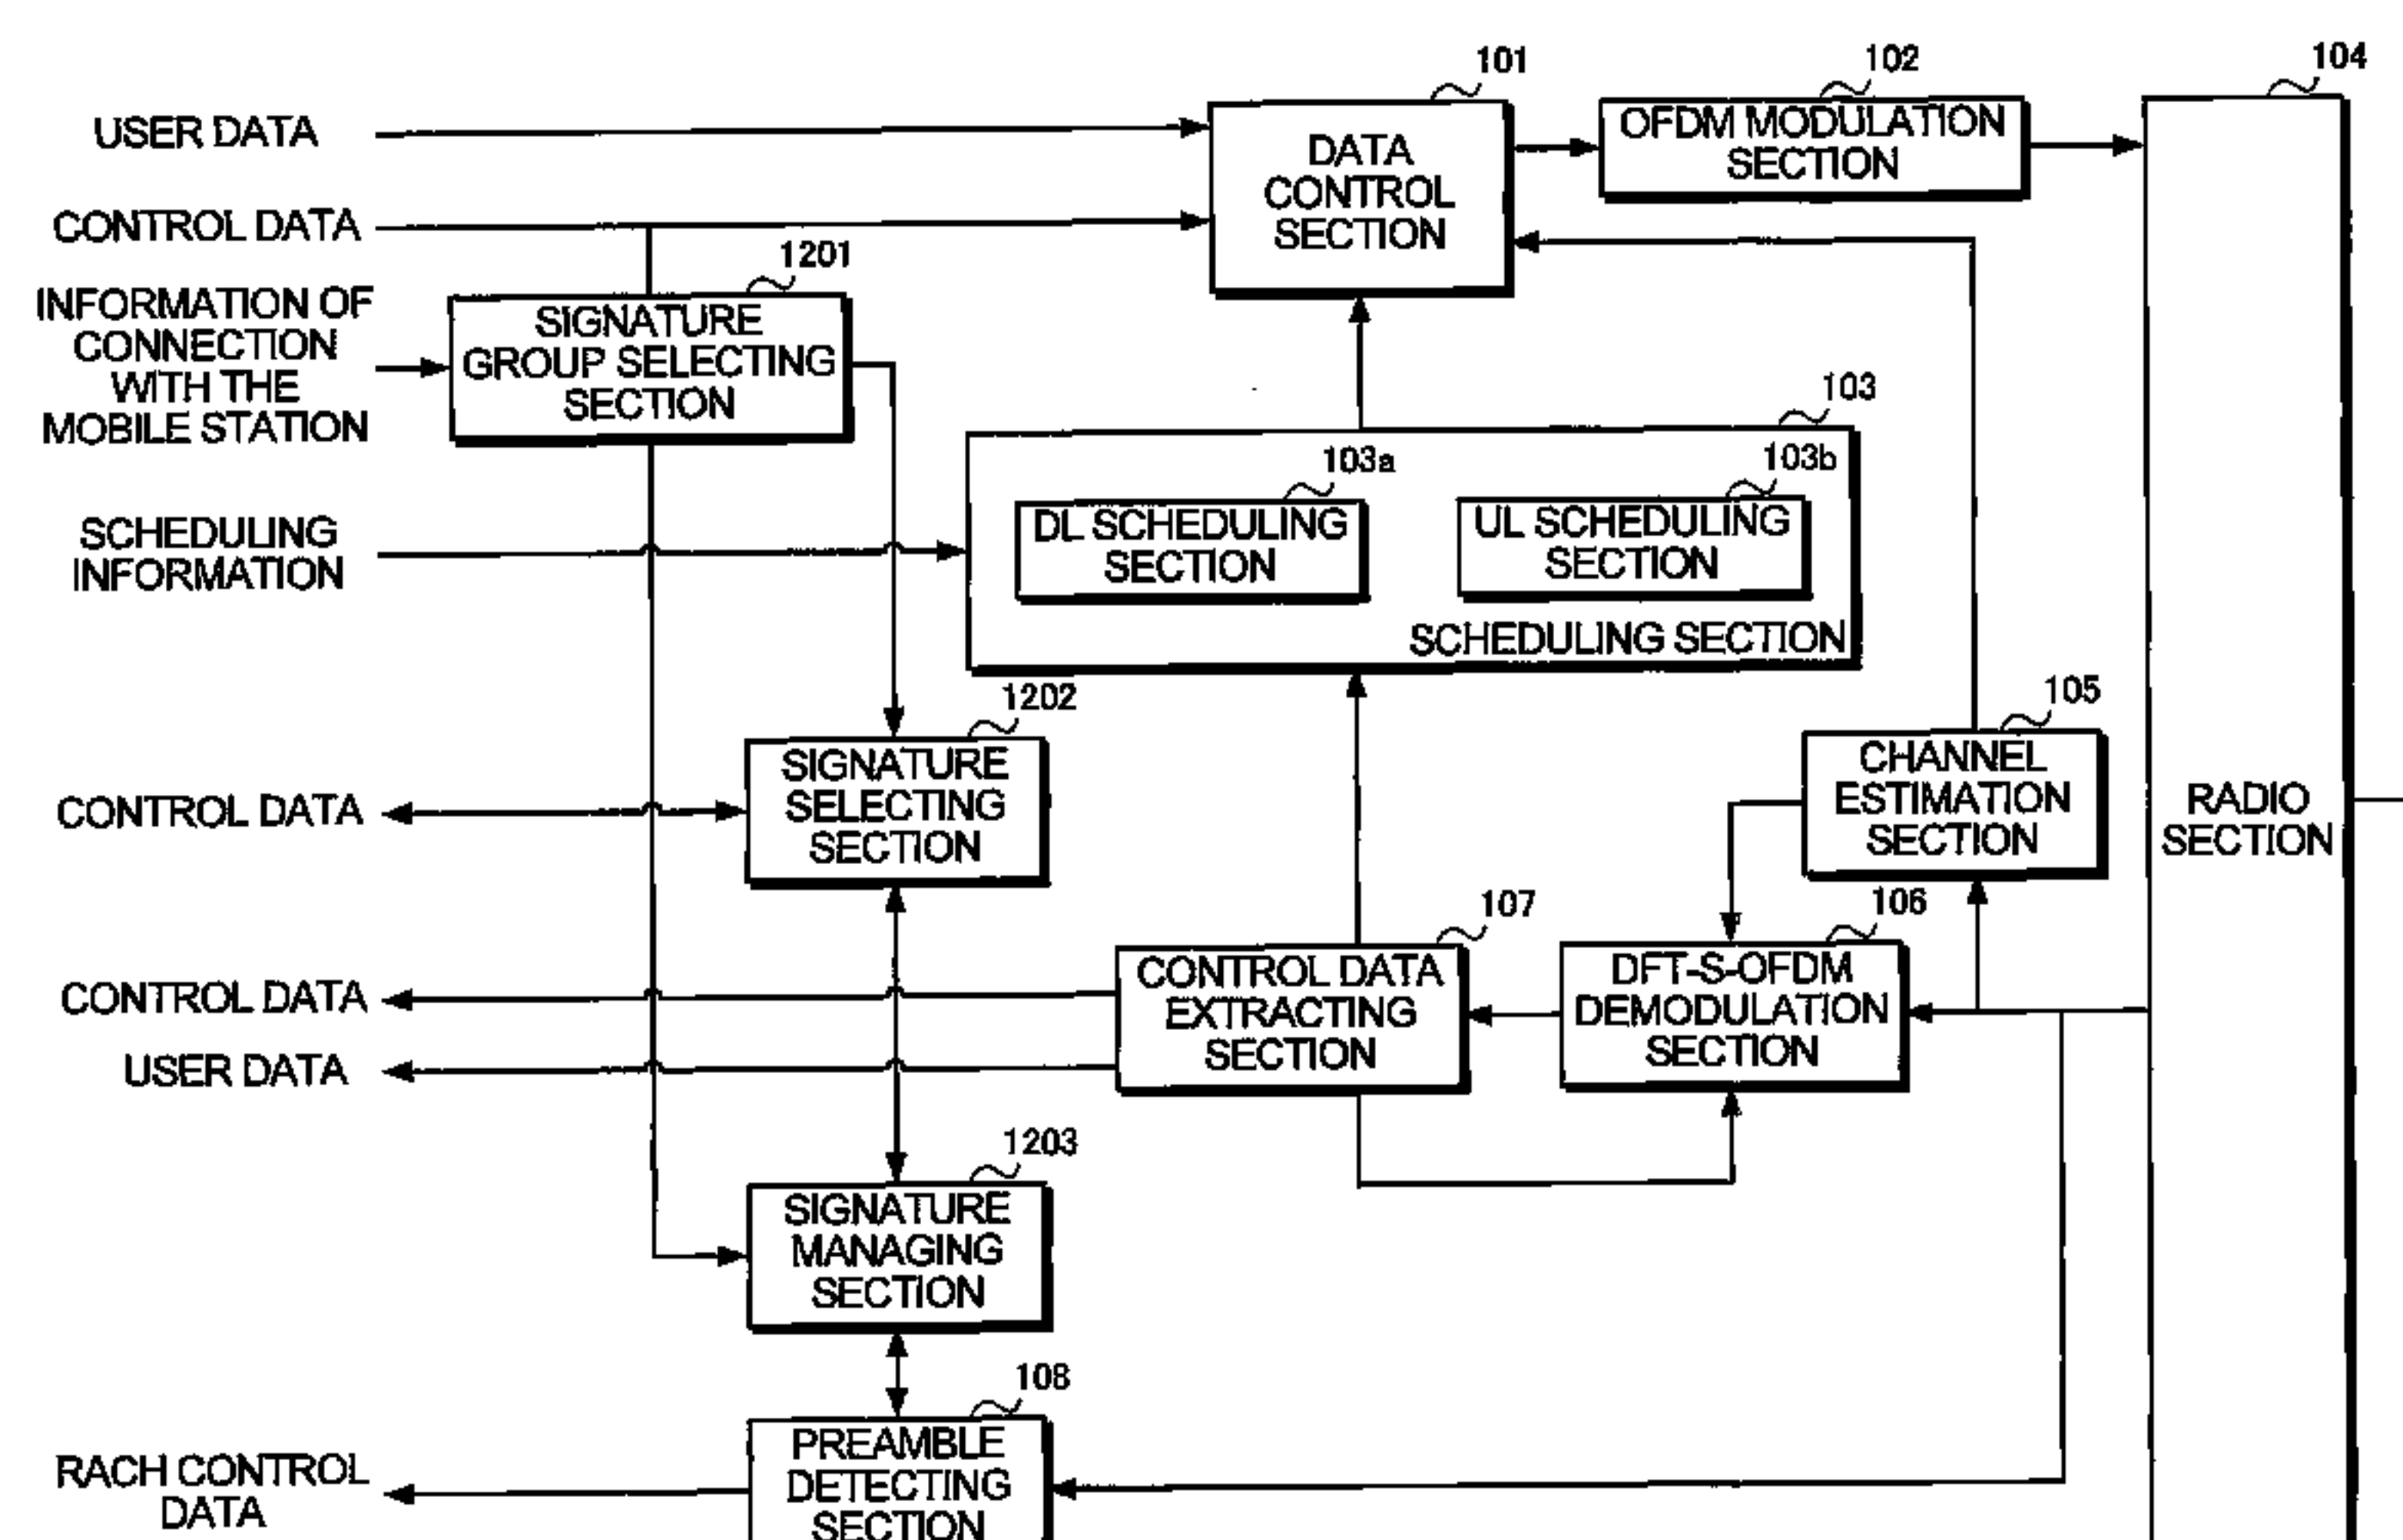 101
102
104
USER DATA
DATA
CONTROL
SECTION
OFDM MODULATION
SECTION
CONTROL DATA
1201
INFORMATION OF
CONNECTION
WITH THE
MOBILE STATION
SIGNATURE
GROUP SELECTING
SECTION
103
103a
103b
SCHEDULING
INFORMATION
DL SCHEDULING
SECTION
UL SCHEDULING
SECTION
SCHEDULING SECTION
1202
105
CONTROL DATA
SIGNATURE
SELECTING
SECTION
CHANNEL
ESTIMATION
SECTION
RADIO
SECTION
107
106
CONTROL DATA
USER DATA
CONTROL DATA
EXTRACTING
SECTION
DFT-S-OFDM
DEMODULATION
SECTION
1203
SIGNATURE
MANAGING
SECTION
108
RACH CONTROL
DATA
PREAMBLE
DETECTING
SECTION